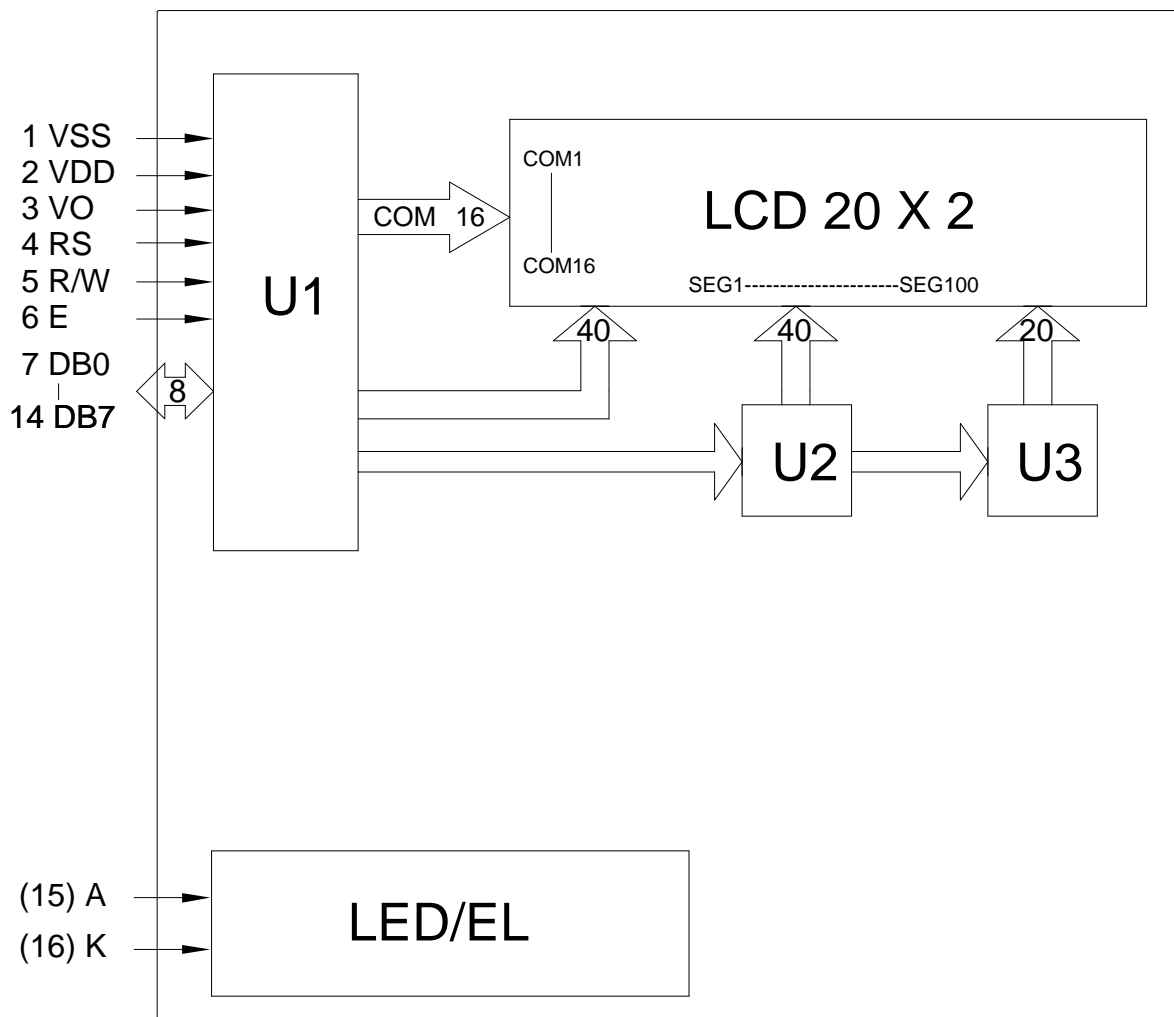 1 VSS
2 VDD
3 VO
4 RS
5 R/W
6 E
7 DB0
14 DB7
8
U1
COM 16
COM1
COM16
LCD 20 X 2
SEG1----------------------SEG100
40
40
20
U2
U3
(15) A
(16) K
LED/EL